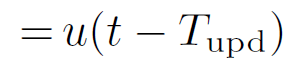 = u(t − T_upd)